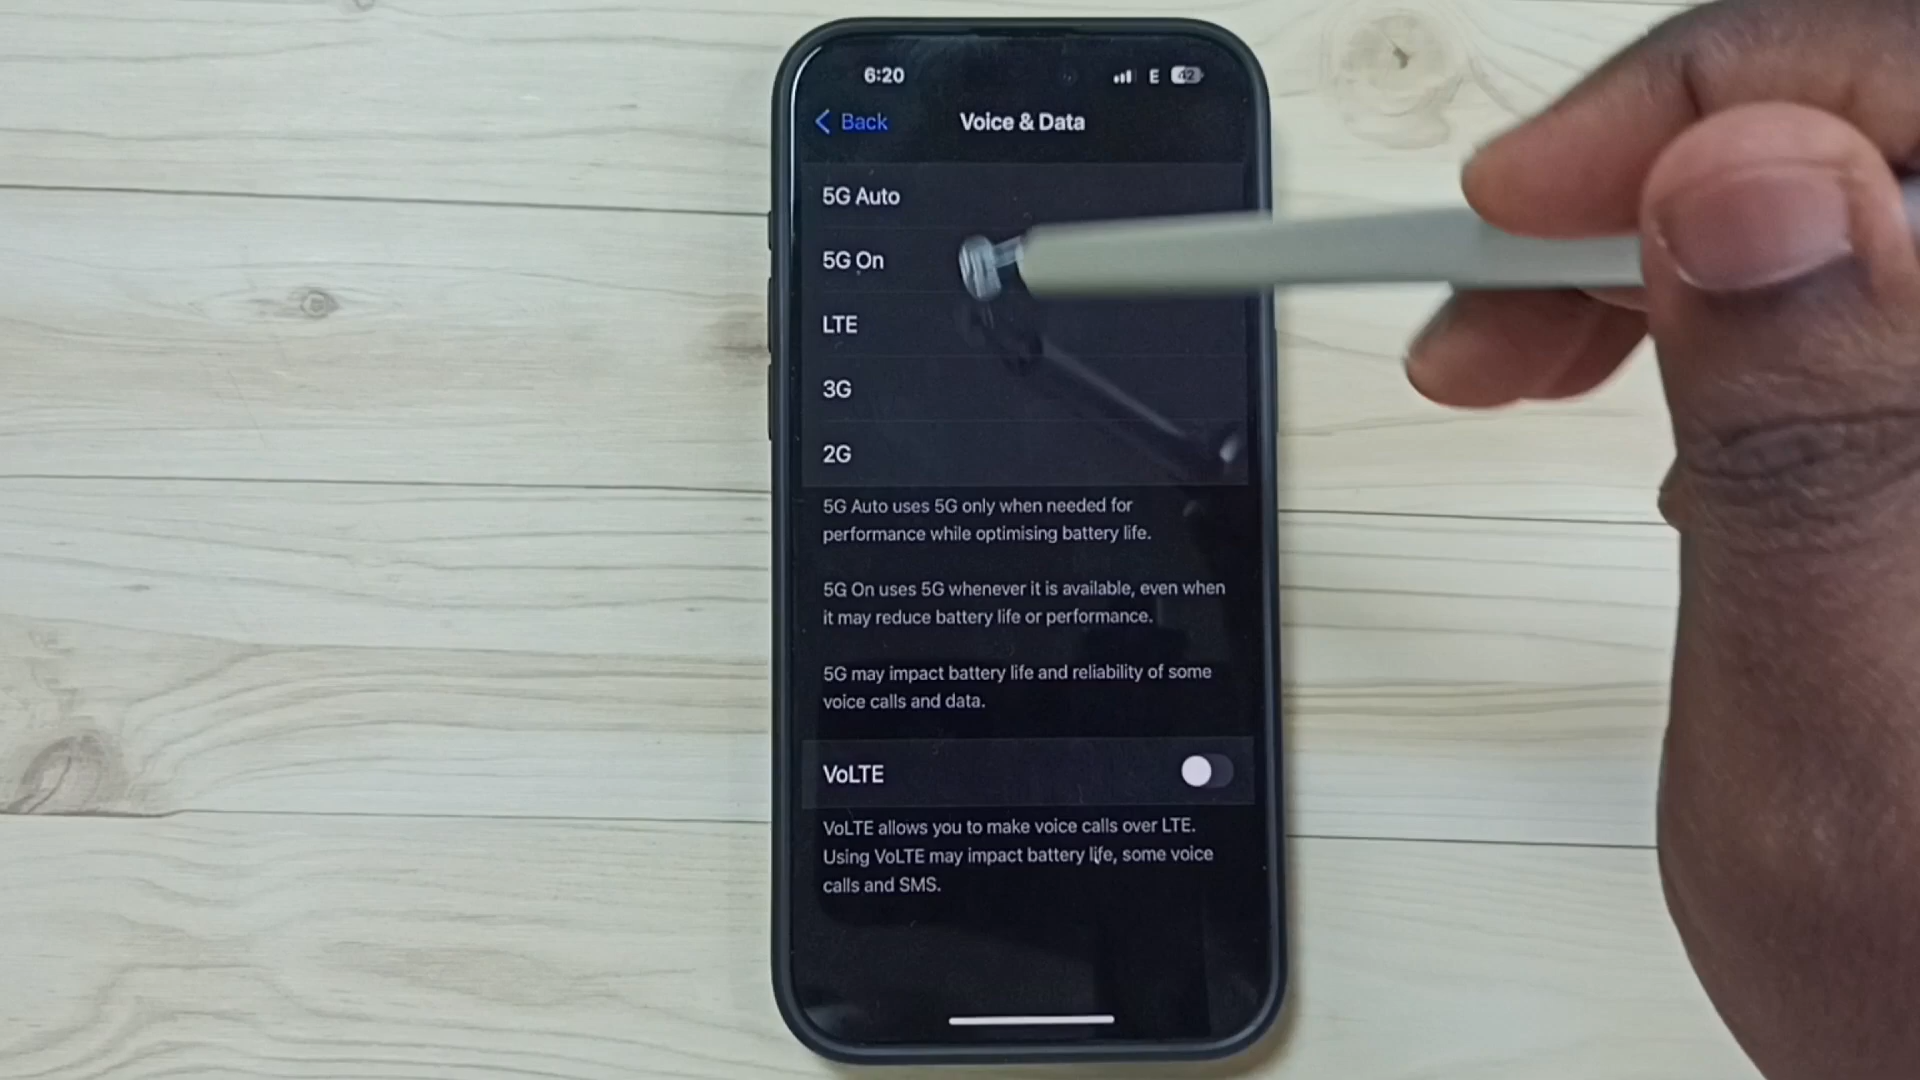 6:20 E 42
Back Voice & Data
5G Auto
5G On
LTE
3G
2G
5G Auto uses 5G only when needed for
performance while optimising battery life.
5G On uses 5G whenever it is available, even when
it may reduce battery life or performance.
5G may impact battery life and reliability of some
voice calls and data.
VoLTE
VoLTE allows you to make voice calls over LTE.
Using VoLTE may impact battery life, some voice
calls and SMS.